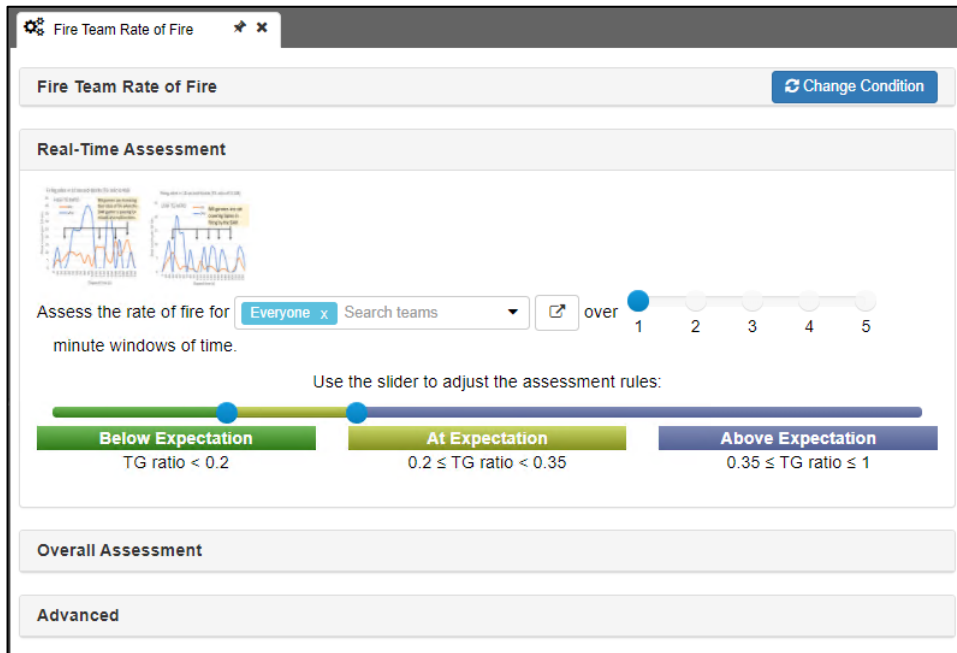 Fire Team Rate of Fire
Fire Team Rate of Fire Change Condition
Real-Time Assessment
Assess the rate of fire for Everyone x Search teams over
1 2 3 4 5
minute windows of time.
Use the slider to adjust the assessment rules:
Below Expectation At Expectation Above Expectation
TG ratio < 0.2 0.2 ≤ TG ratio < 0.35 0.35 ≤ TG ratio ≤ 1
Overall Assessment
Advanced